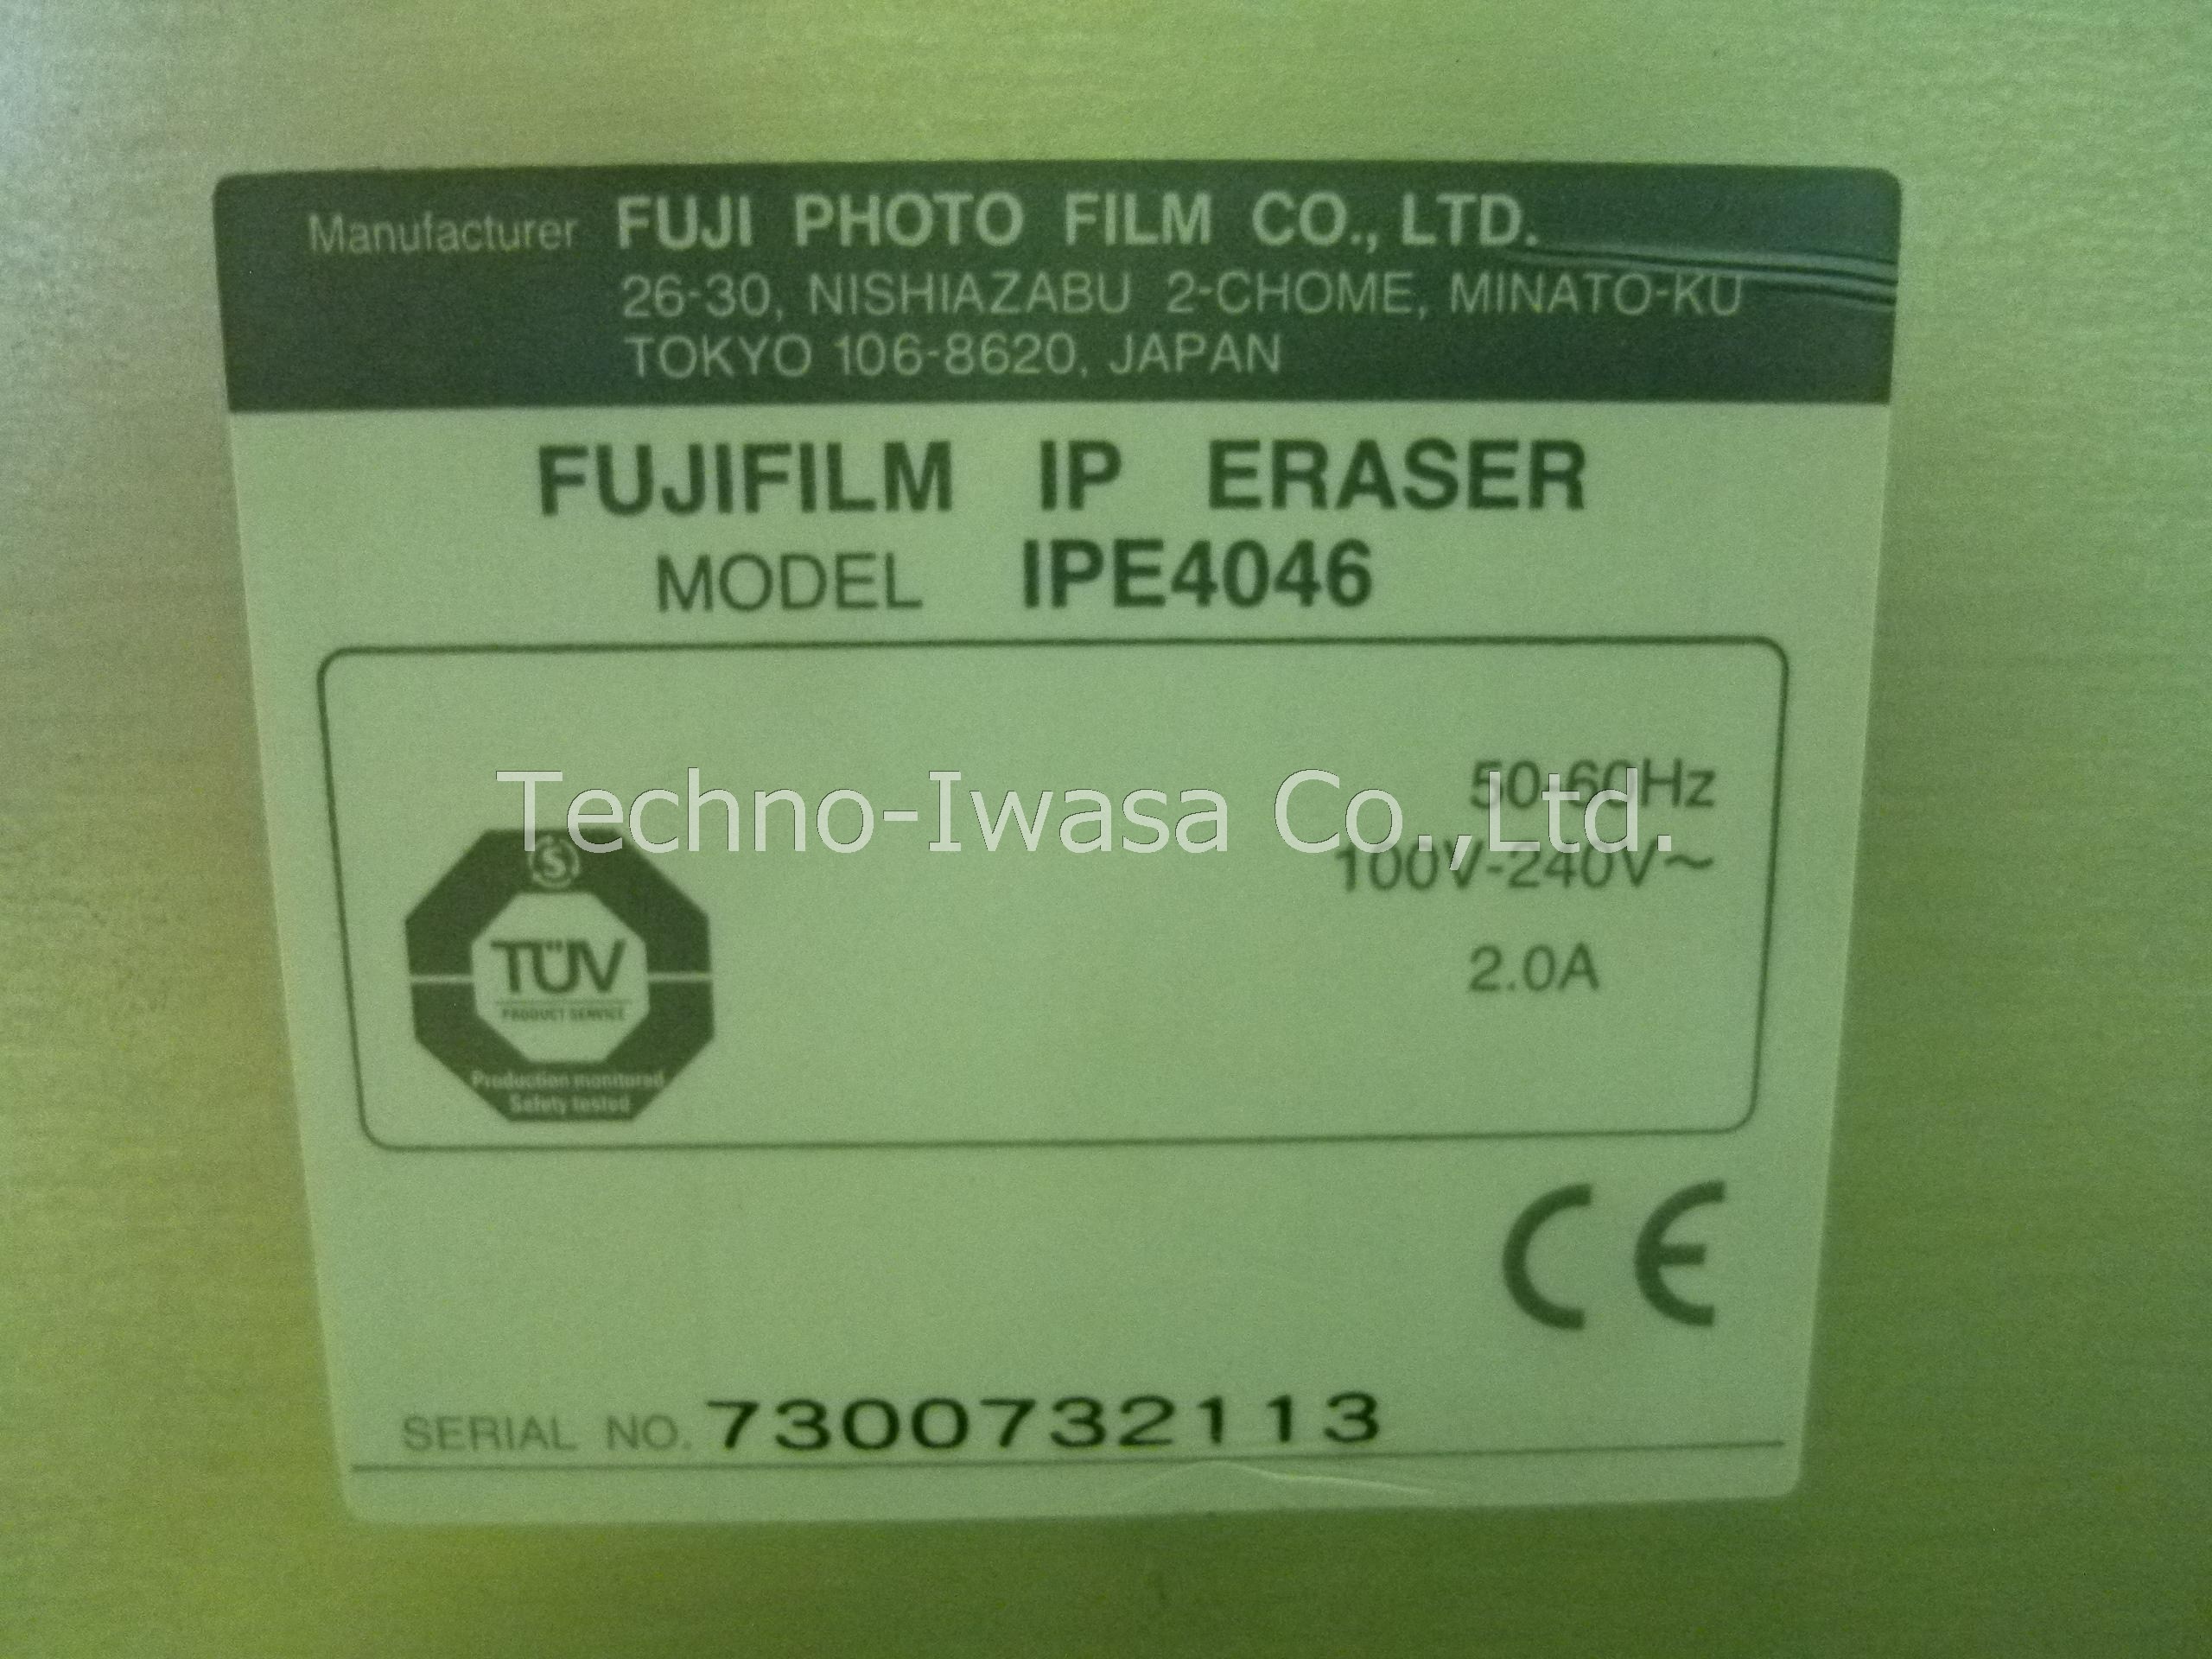 Manufacturer FUJI PHOTO FILM CO., LTD.
26-30, NISHIAZABU 2-CHOME, MINATO-KU
TOKYO 106-8620, JAPAN
FUJIFILM IP ERASER
MODEL IPE4046
50-60Hz
Techno-Iwasa Co.,Ltd.
100V-240V~
S
TÜV
PRODUCT SERVICE
2.0A
Production monitored
Safety tested
CE
SERIAL NO. 7300732113